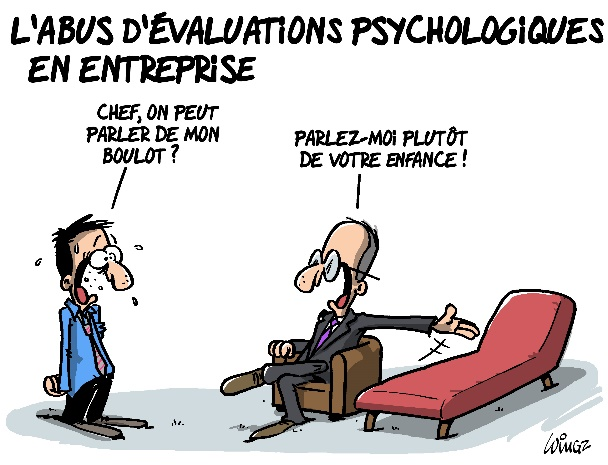 L'ABUS D'ÉVALUATIONS PSYCHOLOGIQUES
EN ENTREPRISE
CHEF, ON PEUT
PARLER DE MON
BOULOT ?
PARLEZ-MOI PLUTÔT
DE VOTRE ENFANCE !
WINGZ